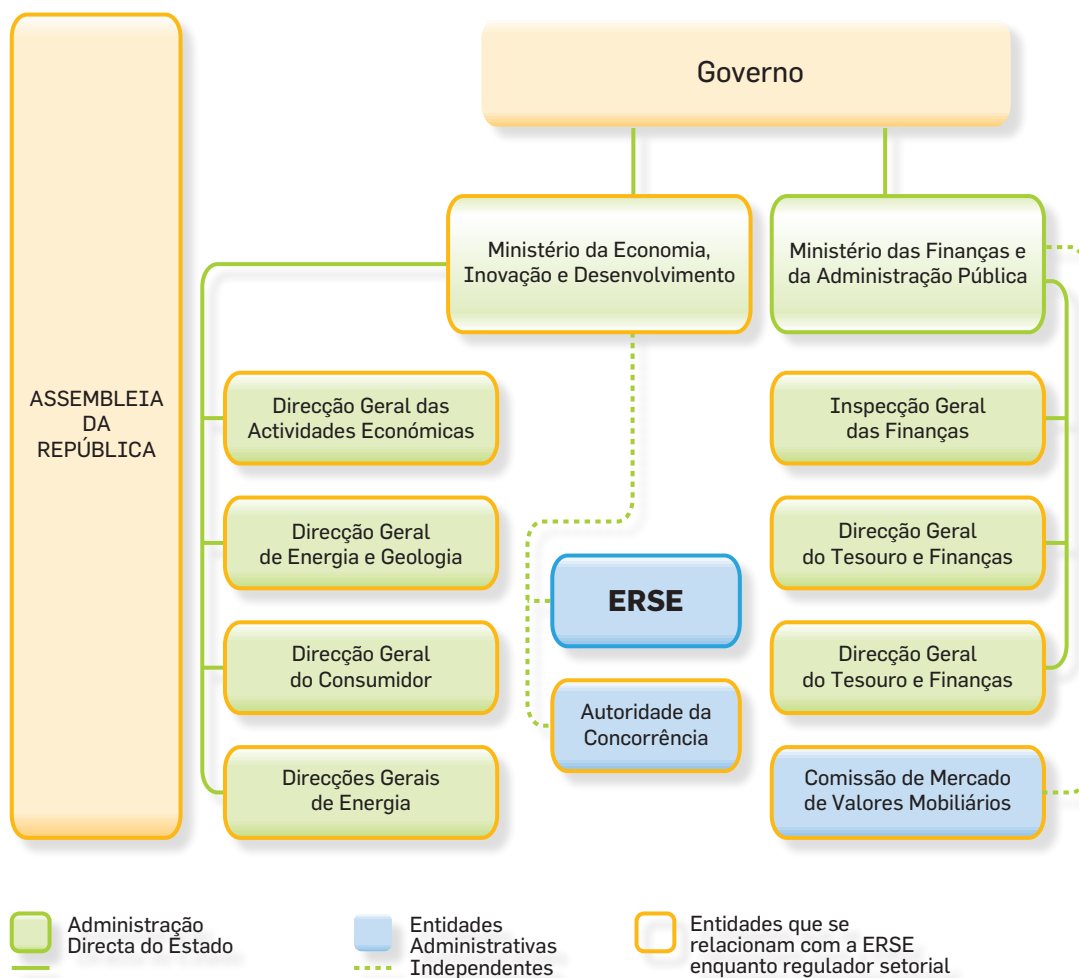 Governo
ASSEMBLEIA
DA
REPÚBLICA
Ministério da Economia,
Inovação e Desenvolvimento
Ministério das Finanças e
da Administração Pública
Direcção Geral das
Actividades Económicas
Direcção Geral
de Energia e Geologia
Direcção Geral
do Consumidor
Direcções Gerais
de Energia
ERSE
Autoridade da
Concorrência
Inspecção Geral
das Finanças
Direcção Geral
do Tesouro e Finanças
Direcção Geral
do Tesouro e Finanças
Comissão de Mercado
de Valores Mobiliários
Administração
Directa do Estado
Entidades
Administrativas
Independentes
Entidades que se
relacionam com a ERSE
enquanto regulador setorial